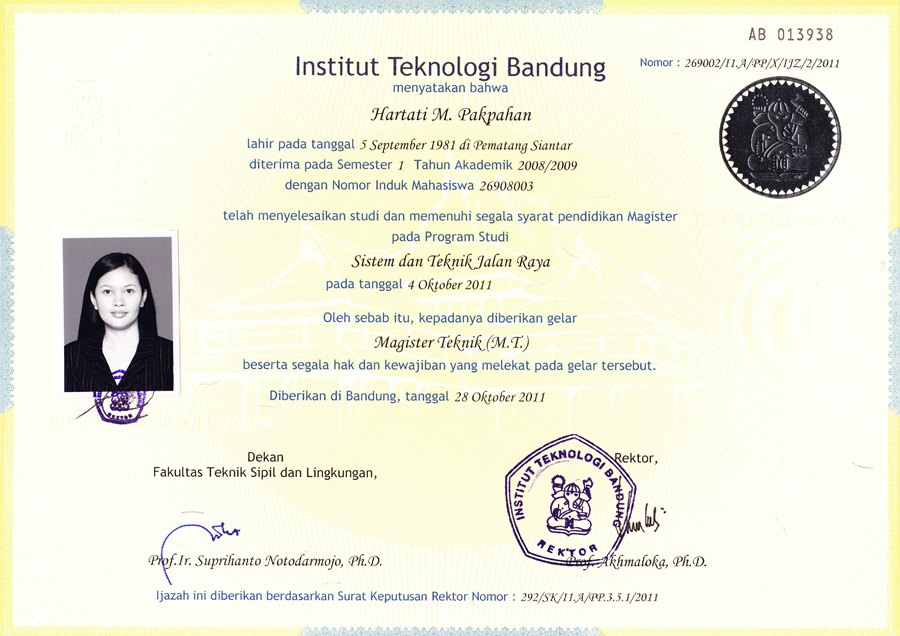 AB 013938
Institut Teknologi Bandung
Nomor : 269002/I1.A/PP/X/IJZ/2/2011
menyatakan bahwa
Hartati M. Pakpahan
lahir pada tanggal 5 September 1981 di Pematang Siantar
diterima pada Semester 1 Tahun Akademik 2008/2009
dengan Nomor Induk Mahasiswa 26908003
telah menyelesaikan studi dan memenuhi segala syarat pendidikan Magister
pada Program Studi
Sistem dan Teknik Jalan Raya
pada tanggal 4 Oktober 2011
Oleh sebab itu, kepadanya diberikan gelar
Magister Teknik (M.T.)
beserta segala hak dan kewajiban yang melekat pada gelar tersebut.
Diberikan di Bandung, tanggal 28 Oktober 2011
REKTOR
Dekan
Fakultas Teknik Sipil dan Lingkungan,
Rektor,
INSTITUT TEKNOLOGI BANDUNG
REKTOR
Prof.Ir. Suprihanto Notodarmojo, Ph.D.
Prof. Akhmaloka, Ph.D.
Ijazah ini diberikan berdasarkan Surat Keputusan Rektor Nomor : 292/SK/I1.A/PP.3.5.1/2011